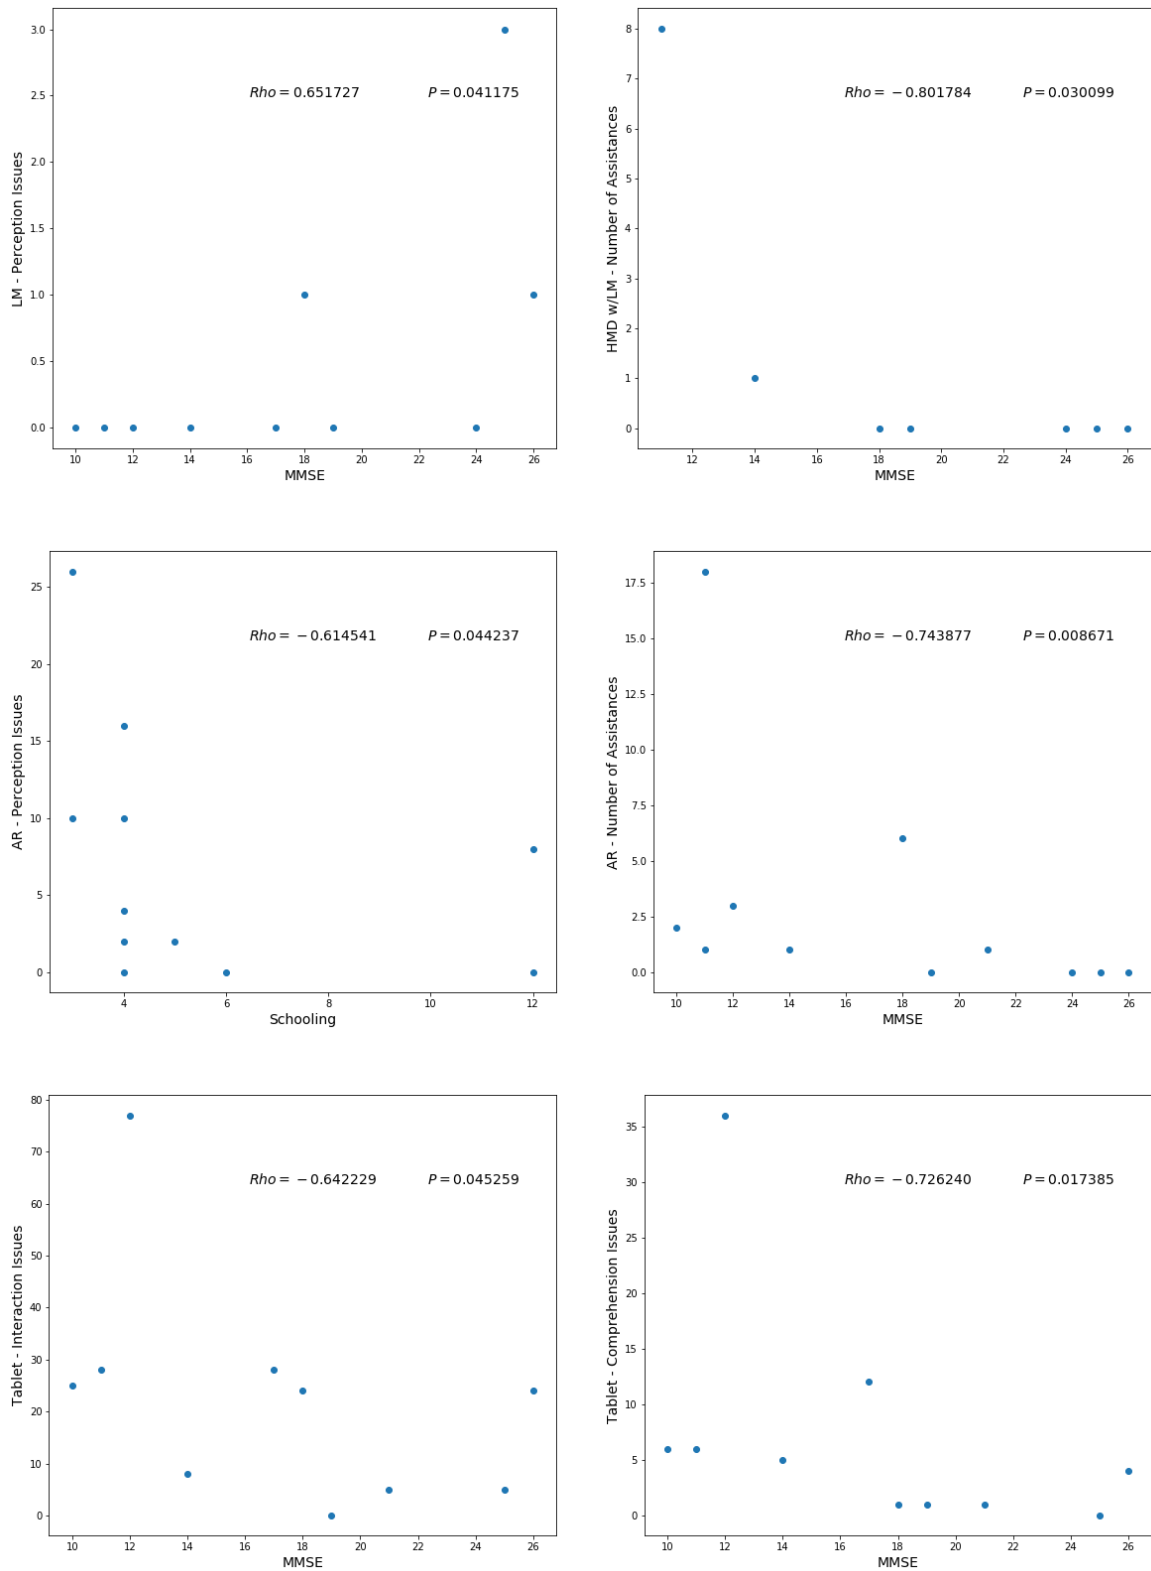 3.0
2.5
2.0
1.5
1.0
0.5
0.0
LM - Perception Issues
Rho = 0.651727 P = 0.041175
10 12 14 16 18 20 22 24 26
MMSE
8
7
6
5
4
3
2
1
0
HMD w/LM - Number of Assistances
Rho = −0.801784 P = 0.030099
12 14 16 18 20 22 24 26
MMSE
25
20
15
10
5
0
AR - Perception Issues
Rho = −0.614541 P = 0.044237
4 6 8 10 12
Schooling
17.5
15.0
12.5
10.0
7.5
5.0
2.5
0.0
AR - Number of Assistances
Rho = −0.743877 P = 0.008671
10 12 14 16 18 20 22 24 26
MMSE
80
70
60
50
40
30
20
10
0
Tablet - Interaction Issues
Rho = −0.642229 P = 0.045259
10 12 14 16 18 20 22 24 26
MMSE
35
30
25
20
15
10
5
0
Tablet - Comprehension Issues
Rho = −0.726240 P = 0.017385
10 12 14 16 18 20 22 24 26
MMSE